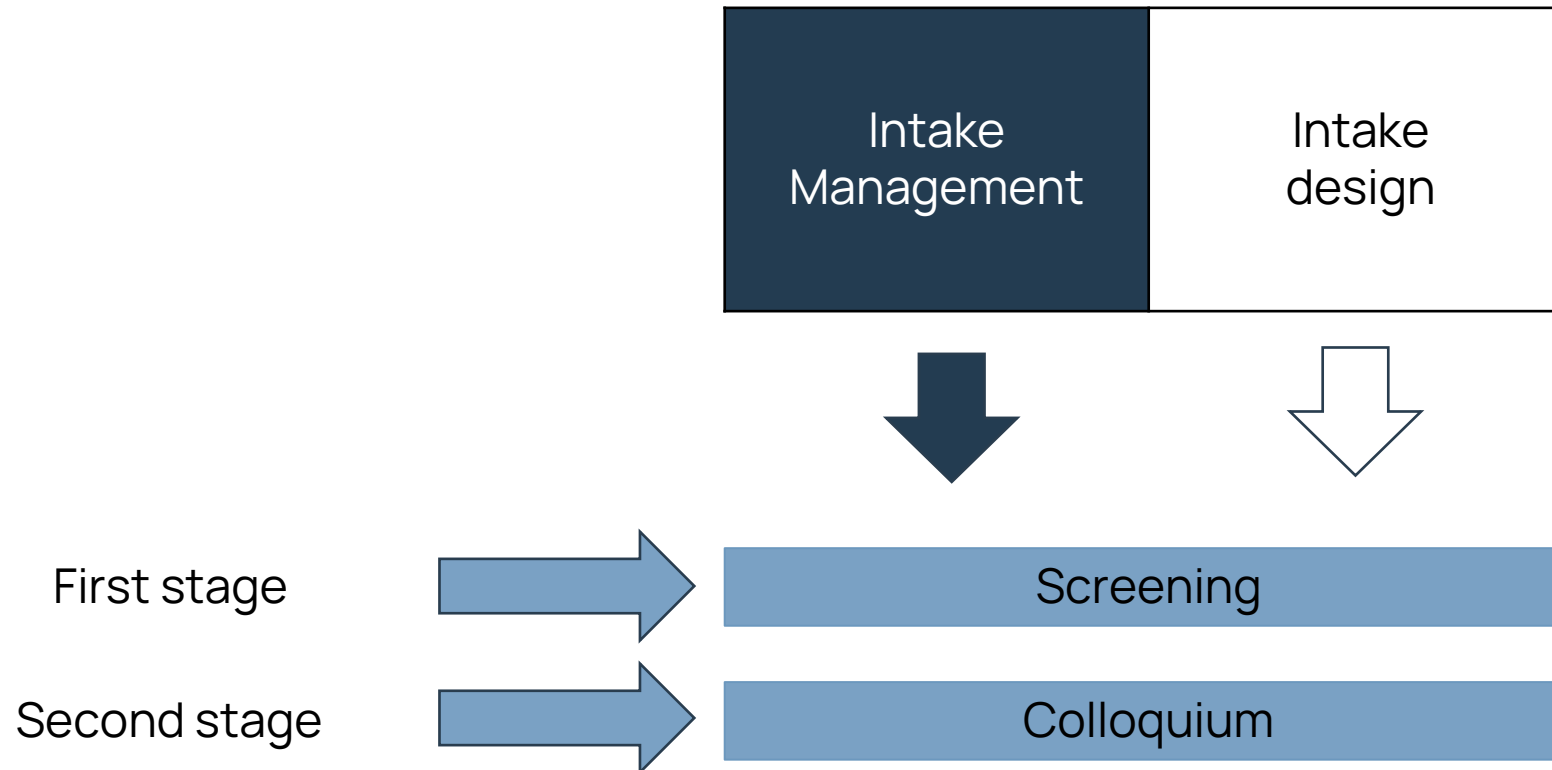 Intake
Management
Intake
design
First stage
Screening
Second stage
Colloquium